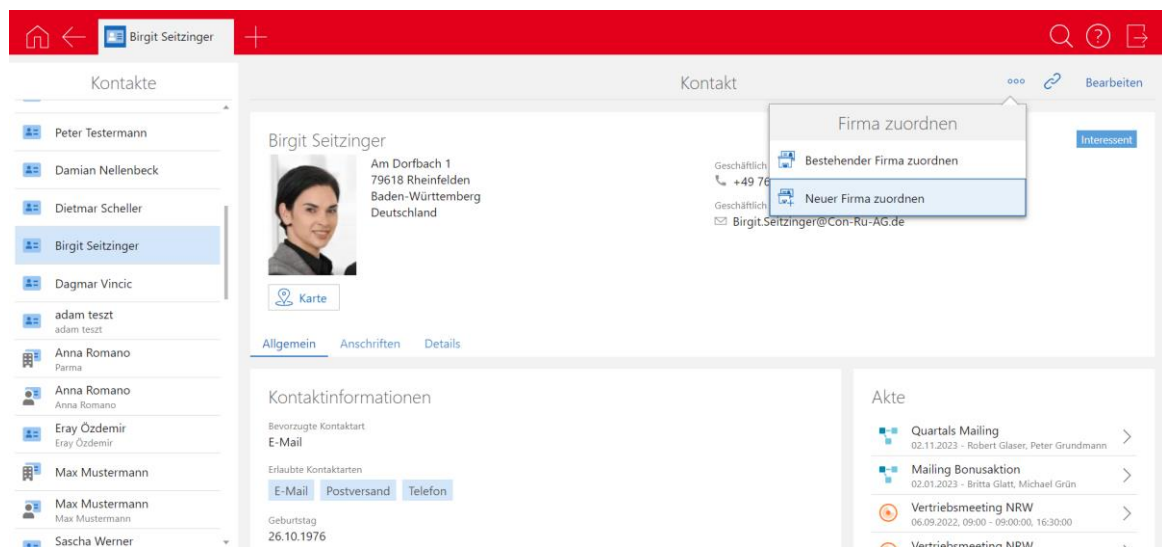 Birgit Seitzinger
Kontakte
Peter Testermann
Damian Nellenbeck
Dietmar Scheller
Birgit Seitzinger
Dagmar Vincic
adam teszt
adam teszt
Anna Romano
Parma
Anna Romano
Anna Romano
Eray Özdemir
Eray Özdemir
Max Mustermann
Max Mustermann
Max Mustermann
Sascha Werner
Kontakt
Bearbeiten
Firma zuordnen
Bestehender Firma zuordnen
Neuer Firma zuordnen
Birgit Seitzinger
Interessent
Am Dorfbach 1
79618 Rheinfelden
Baden-Württemberg
Deutschland
Geschäftlich
+49 76
Geschäftlich
Birgit.Seitzinger@Con-Ru-AG.de
Karte
Allgemein Anschriften Details
Kontaktinformationen
Bevorzugte Kontaktart
E-Mail
Erlaubte Kontaktarten
E-Mail Postversand Telefon
Geburtstag
26.10.1976
Akte
Quartals Mailing
02.11.2023 - Robert Glaser, Peter Grundmann
Mailing Bonusaktion
02.01.2023 - Britta Glatt, Michael Grün
Vertriebsmeeting NRW
06.09.2022, 09:00 - 09:00:00, 16:30:00
Vertriebsmeeting NRW